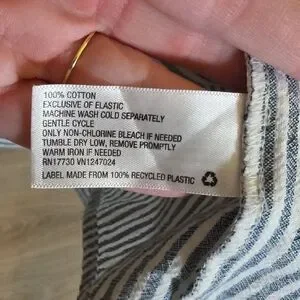 100% COTTON
EXCLUSIVE OF ELASTIC
MACHINE WASH COLD SEPARATELY
GENTLE CYCLE
ONLY NON-CHLORINE BLEACH IF NEEDED
TUMBLE DRY LOW, REMOVE PROMPTLY
WARM IRON IF NEEDED
RN17730 VN1247024
LABEL MADE FROM 100% RECYCLED PLASTIC